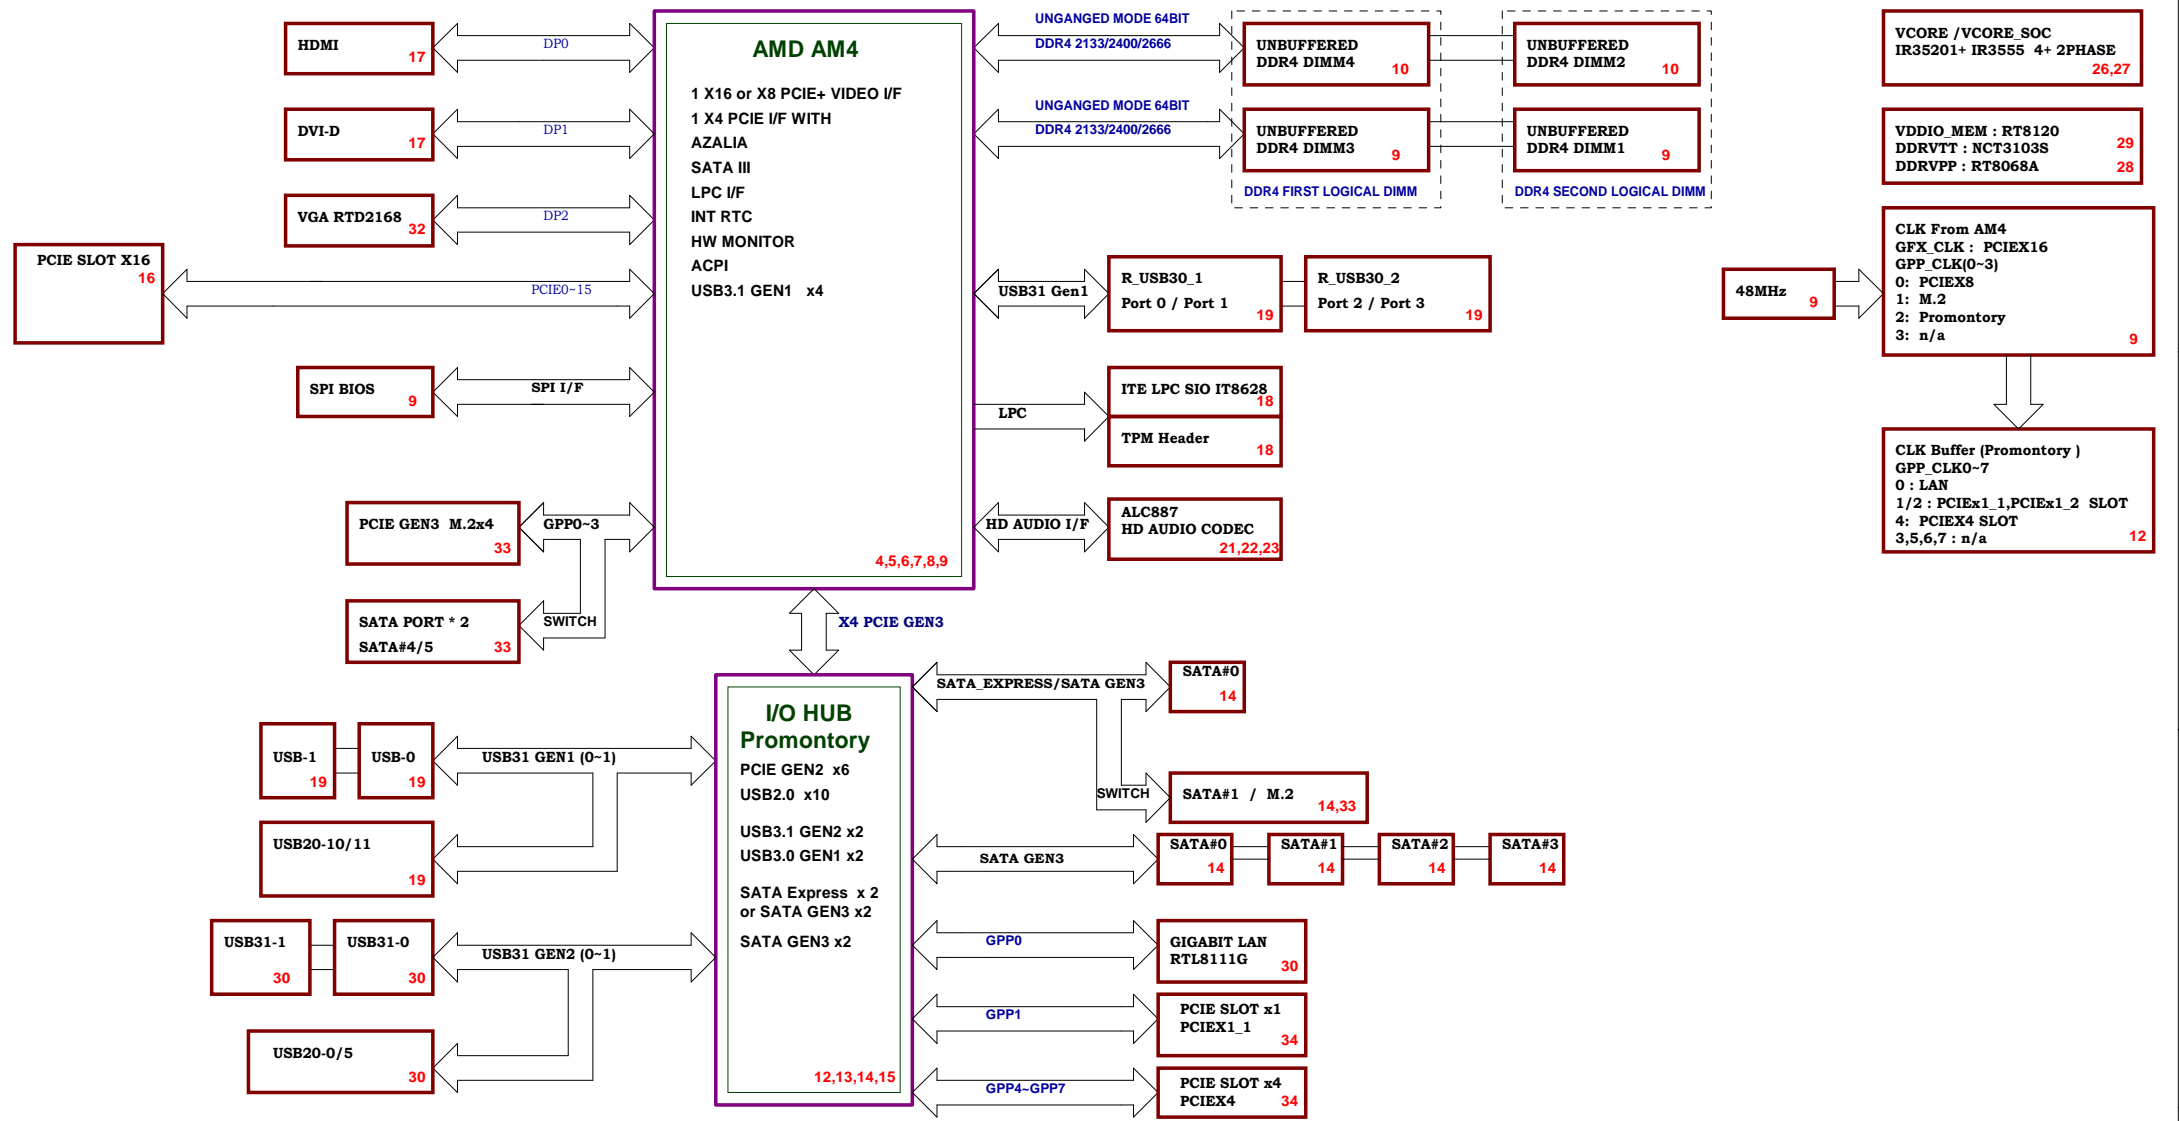 HDMI
17
DP0
DVI-D
17
DP1
VGA RTD2168
32
DP2
PCIE SLOT X16
16
PCIE0~15
SPI BIOS
9
SPI I/F
PCIE GEN3 M.2x4
33
GPP0~3
SATA PORT * 2
SATA#4/5
33
SWITCH
AMD AM4
1 X16 or X8 PCIE+ VIDEO I/F
1 X4 PCIE I/F WITH
AZALIA
SATA III
LPC I/F
INT RTC
HW MONITOR
ACPI
USB3.1 GEN1 x4
4,5,6,7,8,9
UNGANGED MODE 64BIT
DDR4 2133/2400/2666
UNBUFFERED
DDR4 DIMM4
10
UNBUFFERED
DDR4 DIMM2
10
UNGANGED MODE 64BIT
DDR4 2133/2400/2666
UNBUFFERED
DDR4 DIMM3
9
UNBUFFERED
DDR4 DIMM1
9
DDR4 FIRST LOGICAL DIMM
DDR4 SECOND LOGICAL DIMM
USB31 Gen1
R_USB30_1
Port 0 / Port 1
19
R_USB30_2
Port 2 / Port 3
19
LPC
ITE LPC SIO IT8628
18
TPM Header
18
HD AUDIO I/F
ALC887
HD AUDIO CODEC
21,22,23
VCORE /VCORE_SOC
IR35201+ IR3555 4+ 2PHASE
26,27
VDDIO_MEM : RT8120
DDRVTT : NCT3103S
29
DDRVPP : RT8068A
28
48MHz
9
CLK From AM4
GFX_CLK : PCIEX16
GPP_CLK(0~3)
0: PCIEX8
1: M.2
2: Promontory
3: n/a
9
CLK Buffer (Promontory )
GPP_CLK0~7
0 : LAN
1/2 : PCIEx1_1,PCIEx1_2 SLOT
4: PCIEX4 SLOT
3,5,6,7 : n/a
12
X4 PCIE GEN3
I/O HUB
Promontory
PCIE GEN2 x6
USB2.0 x10
USB3.1 GEN2 x2
USB3.0 GEN1 x2
SATA Express x 2
or SATA GEN3 x2
SATA GEN3 x2
12,13,14,15
USB-1
19
USB-0
19
USB31 GEN1 (0~1)
USB20-10/11
19
USB31-1
30
USB31-0
30
USB31 GEN2 (0~1)
USB20-0/5
30
SATA_EXPRESS/SATA GEN3
SATA#0
14
SWITCH
SATA#1 / M.2
14,33
SATA GEN3
SATA#0
14
SATA#1
14
SATA#2
14
SATA#3
14
GPP0
GIGABIT LAN
RTL8111G
30
GPP1
PCIE SLOT x1
PCIEX1_1
34
GPP4~GPP7
PCIE SLOT x4
PCIEX4
34